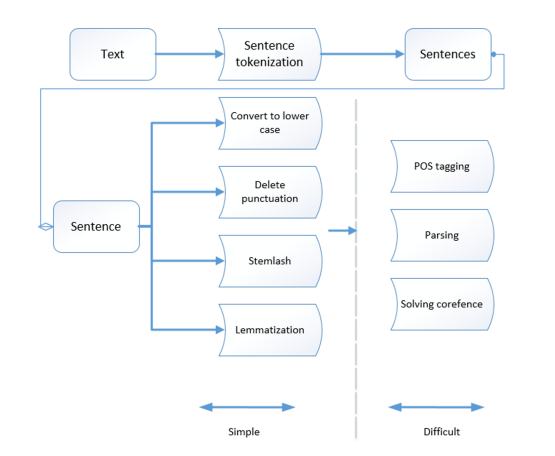 Text
Sentence
tokenization
Sentences
Convert to lower
case
Delete
punctuation
Sentence
Stemlash
Lemmatization
POS tagging
Parsing
Solving corefence
Simple
Difficult